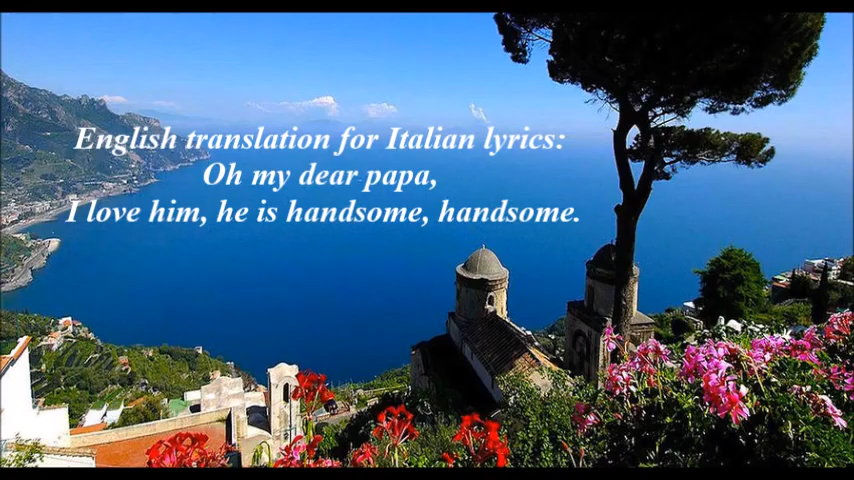 English translation for Italian lyrics:
Oh my dear papa,
I love him, he is handsome, handsome.